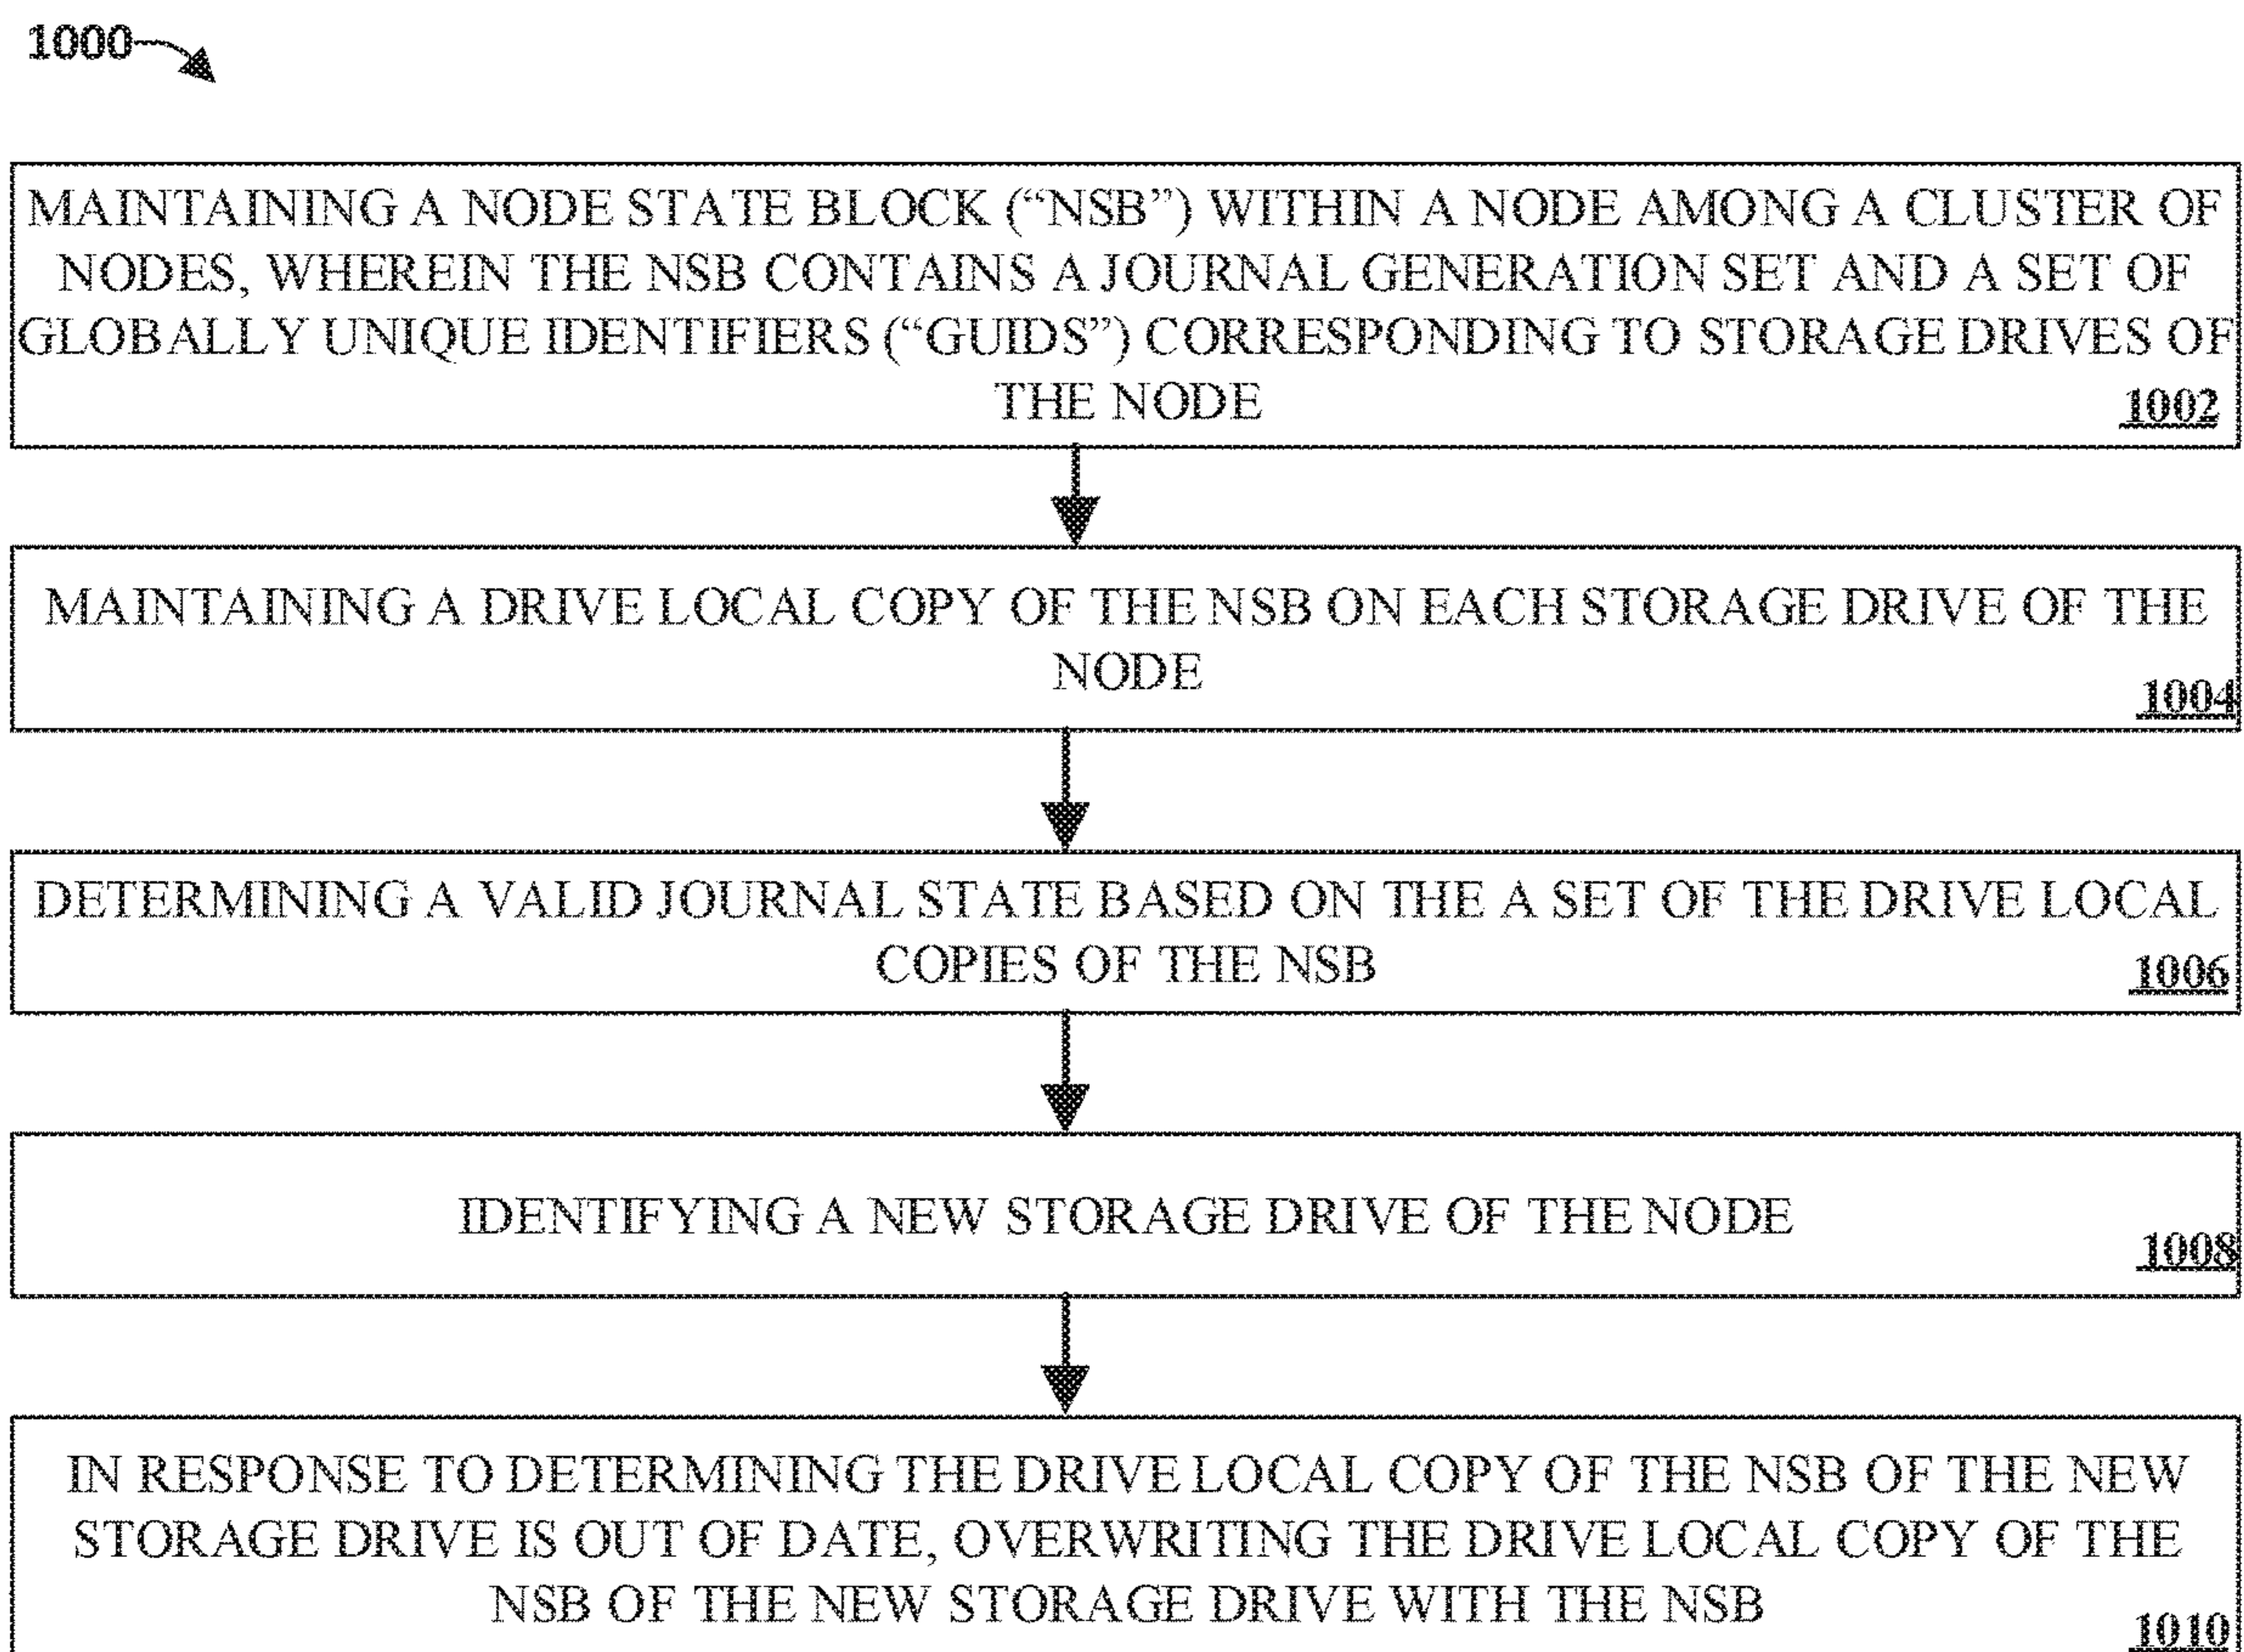 1000
MAINTAINING A NODE STATE BLOCK (“NSB”) WITHIN A NODE AMONG A CLUSTER OF
NODES, WHEREIN THE NSB CONTAINS A JOURNAL GENERATION SET AND A SET OF
GLOBALLY UNIQUE IDENTIFIERS (“GUIDS”) CORRESPONDING TO STORAGE DRIVES OF
THE NODE
1002
MAINTAINING A DRIVE LOCAL COPY OF THE NSB ON EACH STORAGE DRIVE OF THE
NODE
1004
DETERMINING A VALID JOURNAL STATE BASED ON THE A SET OF THE DRIVE LOCAL
COPIES OF THE NSB
1006
IDENTIFYING A NEW STORAGE DRIVE OF THE NODE
1008
IN RESPONSE TO DETERMINING THE DRIVE LOCAL COPY OF THE NSB OF THE NEW
STORAGE DRIVE IS OUT OF DATE, OVERWRITING THE DRIVE LOCAL COPY OF THE
NSB OF THE NEW STORAGE DRIVE WITH THE NSB
1010